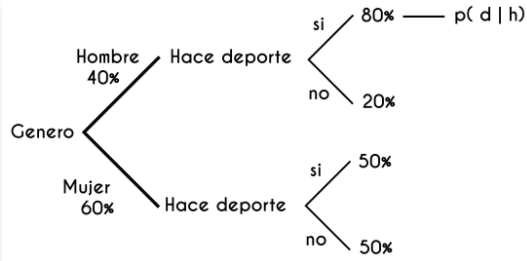 si 80% p( d | h)
Hombre Hace deporte
40%
no 20%
Genero
si 50%
Mujer
60% Hace deporte
no 50%